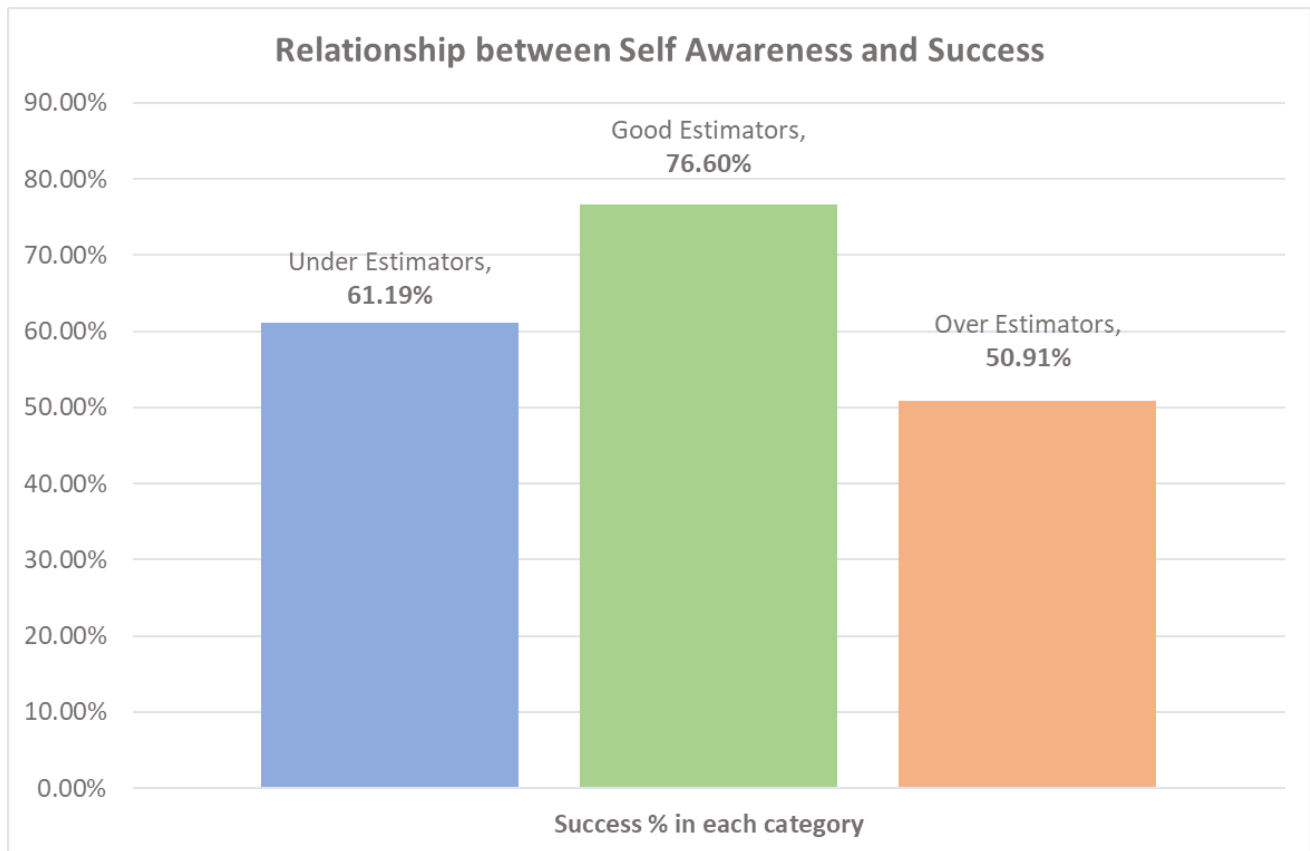 Relationship between Self Awareness and Success
90.00%
80.00%
70.00%
60.00%
50.00%
40.00%
30.00%
20.00%
10.00%
0.00%
Under Estimators,
61.19%
Good Estimators,
76.60%
Over Estimators,
50.91%
Success % in each category